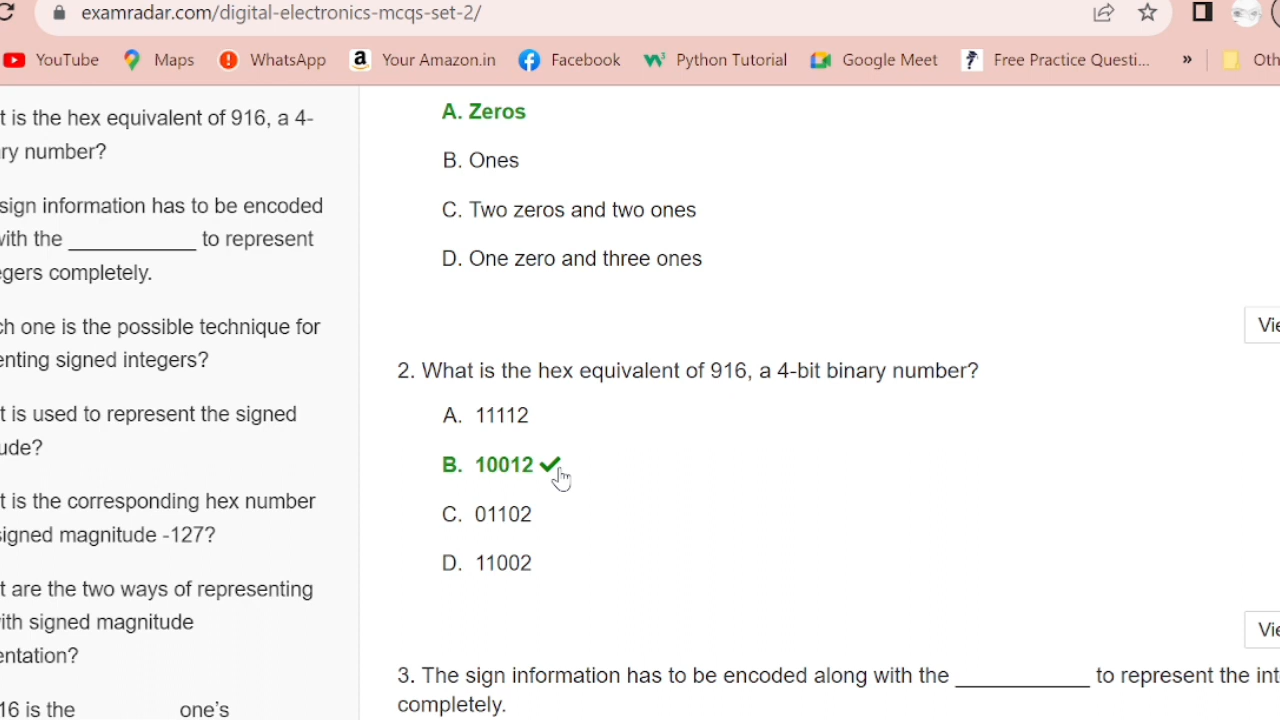 examradar.com/digital-electronics-mcqs-set-2/
YouTube Maps WhatsApp Your Amazon.in Facebook Python Tutorial Google Meet Free Practice Questi... » Oth
t is the hex equivalent of 916, a 4-
ry number?
sign information has to be encoded
with the ____________ to represent
egers completely.
ch one is the possible technique for
enting signed integers?
t is used to represent the signed
ude?
t is the corresponding hex number
signed magnitude -127?
t are the two ways of representing
with signed magnitude
entation?
16 is the ________ one's
A. Zeros
B. Ones
C. Two zeros and two ones
D. One zero and three ones
Vie
2. What is the hex equivalent of 916, a 4-bit binary number?
A. 11112
B. 10012
C. 01102
D. 11002
Vie
3. The sign information has to be encoded along with the ____________ to represent the int
completely.